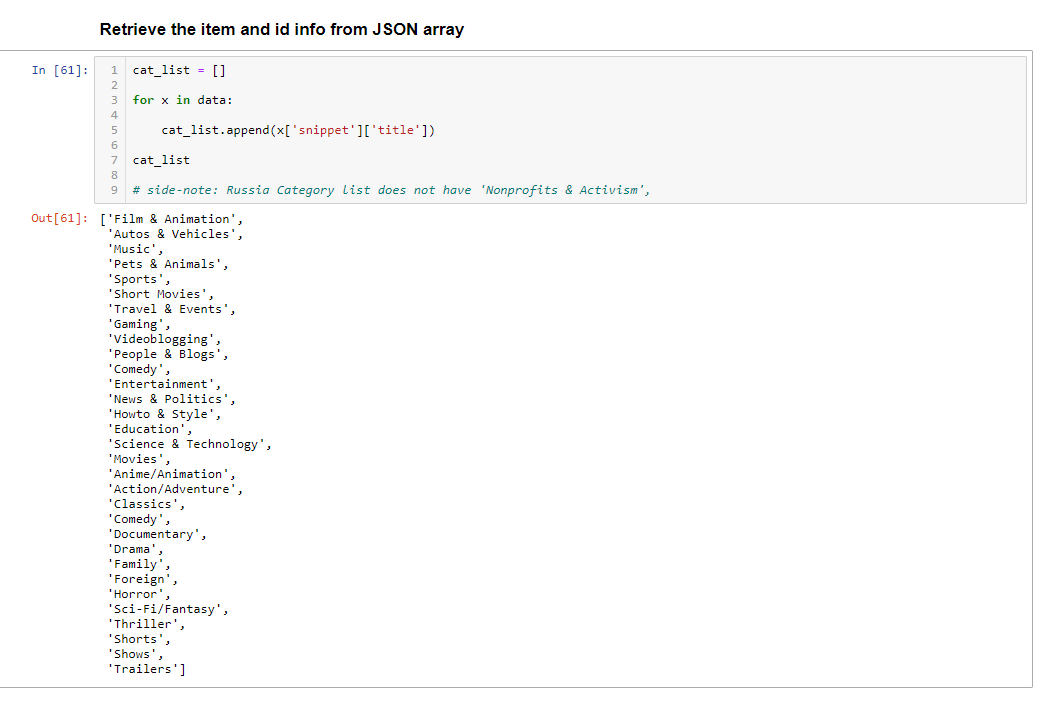 Retrieve the item and id info from JSON array
In [61]:
1 cat_list = []
2
3 for x in data:
4
5     cat_list.append(x['snippet']['title'])
6
7 cat_list
8
9 # side-note: Russia Category list does not have 'Nonprofits & Activism',
Out[61]: ['Film & Animation',
 'Autos & Vehicles',
 'Music',
 'Pets & Animals',
 'Sports',
 'Short Movies',
 'Travel & Events',
 'Gaming',
 'Videoblogging',
 'People & Blogs',
 'Comedy',
 'Entertainment',
 'News & Politics',
 'Howto & Style',
 'Education',
 'Science & Technology',
 'Movies',
 'Anime/Animation',
 'Action/Adventure',
 'Classics',
 'Comedy',
 'Documentary',
 'Drama',
 'Family',
 'Foreign',
 'Horror',
 'Sci-Fi/Fantasy',
 'Thriller',
 'Shorts',
 'Shows',
 'Trailers']